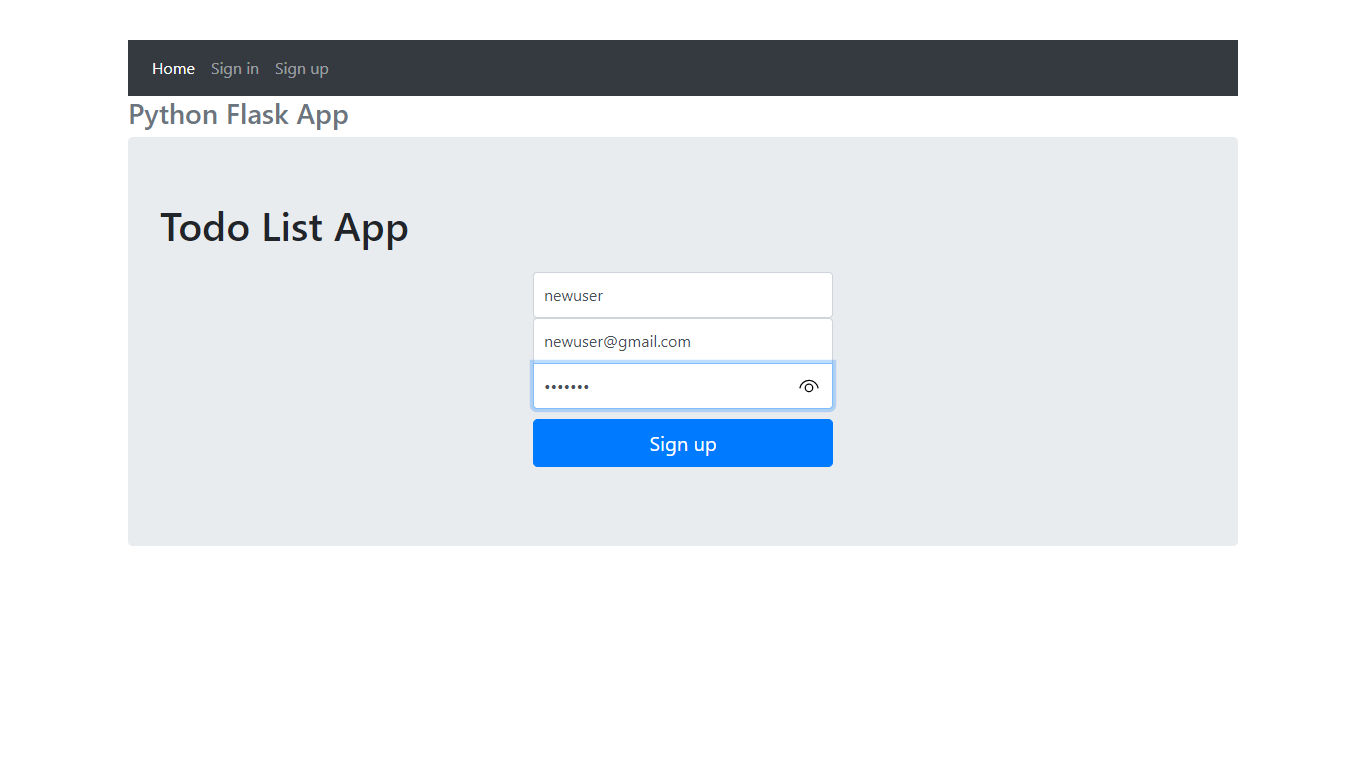 Home Sign in Sign up
Python Flask App
Todo List App
newuser
newuser@gmail.com
•••••••
Sign up